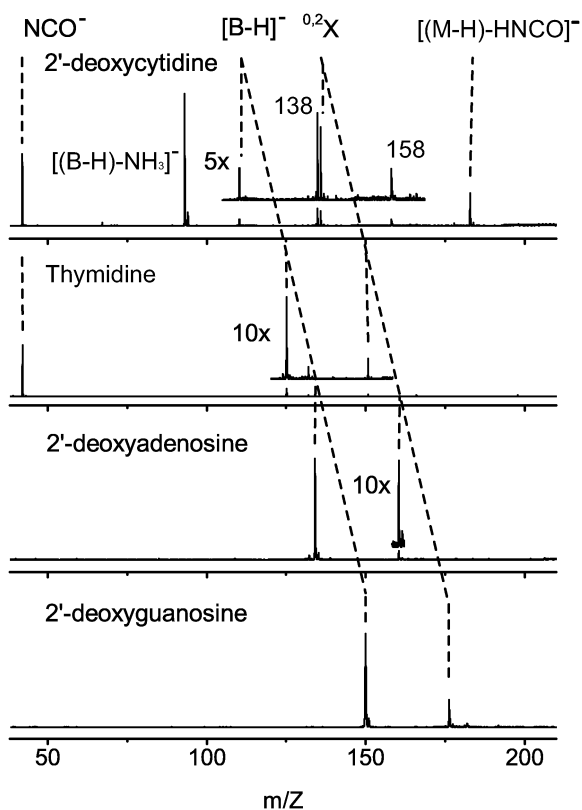 NCO⁻ [B-H]⁻ ⁰,²X [(M-H)-HNCO]⁻
2'-deoxycytidine
138
[(B-H)-NH₃]⁻ 5x 158
Thymidine
10x
2'-deoxyadenosine
10x
2'-deoxyguanosine
50 100 150 200
m/Z